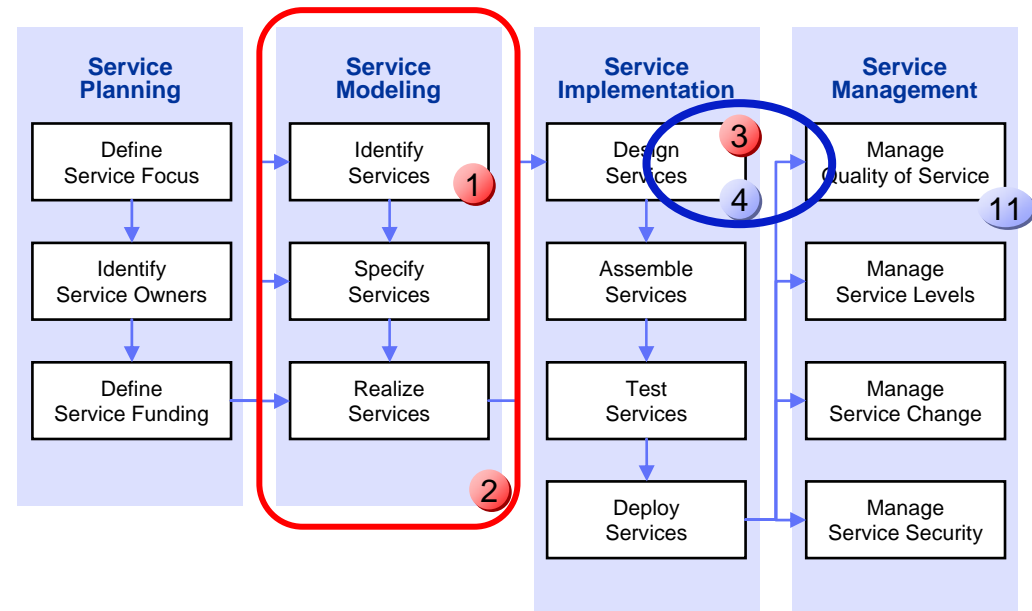 Service
Planning
Define
Service Focus
Identify
Service Owners
Define
Service Funding
Service
Modeling
Identify
Services
1
Specify
Services
Realize
Services
2
Service
Implementation
Design
Services
3
4
Assemble
Services
Test
Services
Deploy
Services
Service
Management
Manage
Quality of Service
11
Manage
Service Levels
Manage
Service Change
Manage
Service Security